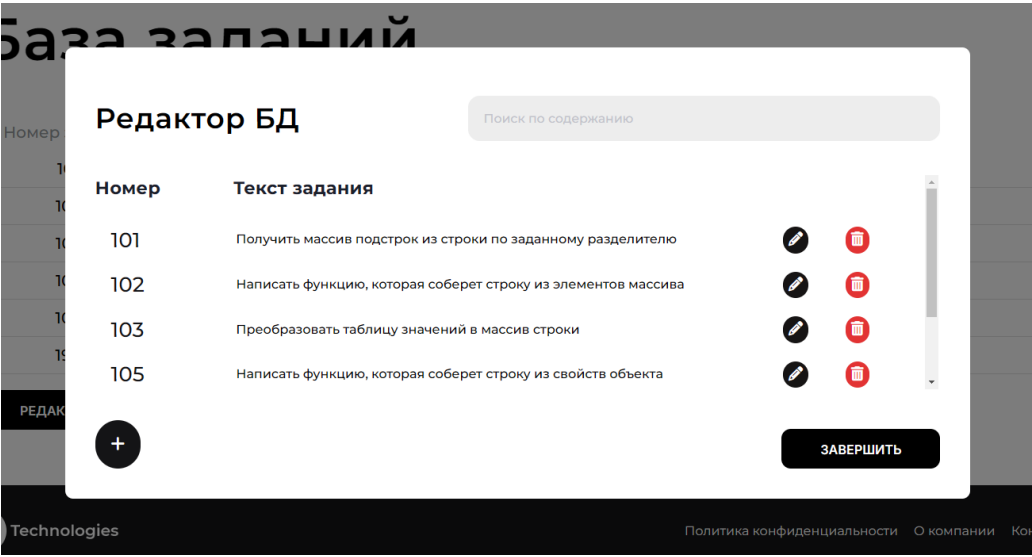 База заданий
Редактор БД
Поиск по содержанию
Номер
Номер Текст задания
101 Получить массив подстрок из строки по заданному разделителю
102 Написать функцию, которая соберет строку из элементов массива
103 Преобразовать таблицу значений в массив строки
105 Написать функцию, которая соберет строку из свойств объекта
РЕДАК
+
ЗАВЕРШИТЬ
Technologies
Политика конфиденциальности О компании Кон